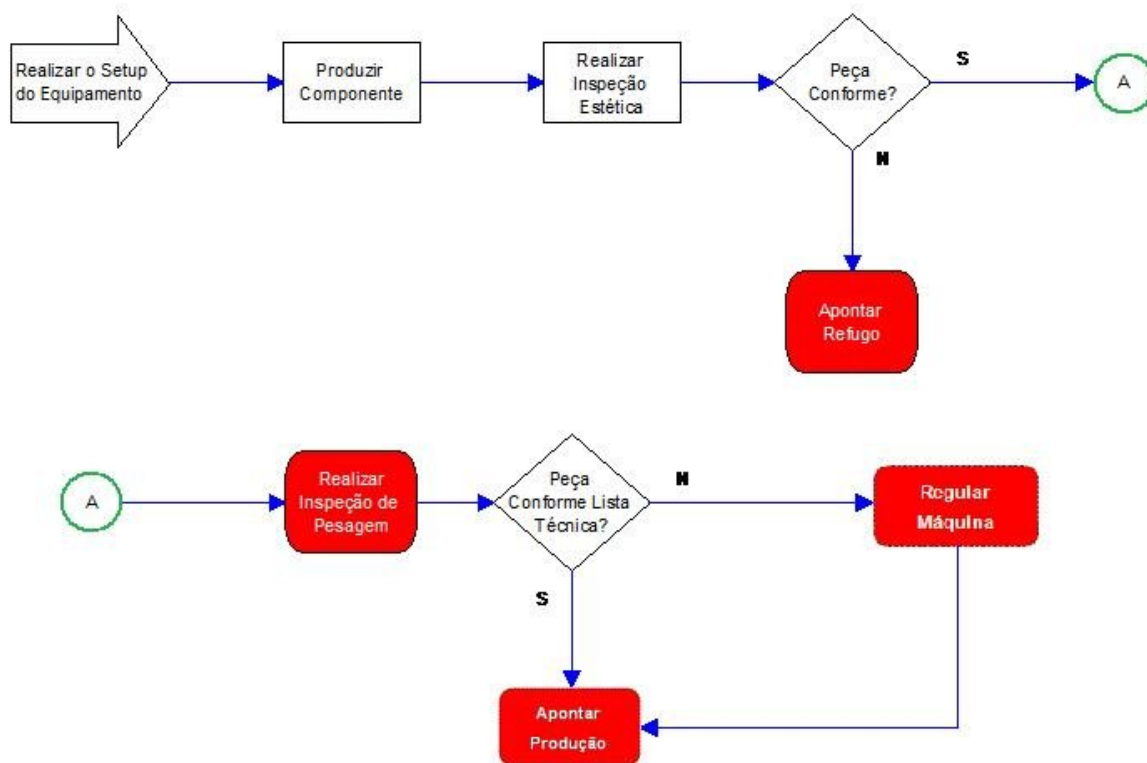 Realizar o Setup
do Equipamento
Produzir
Componente
Realizar
Inspeção
Estética
Peça
Conforme?
S
A
N
Apontar
Refugo
A
Realizar
Inspeção de
Pesagem
Peça
Conforme Lista
Técnica?
N
Regular
Máquina
S
Apontar
Produção